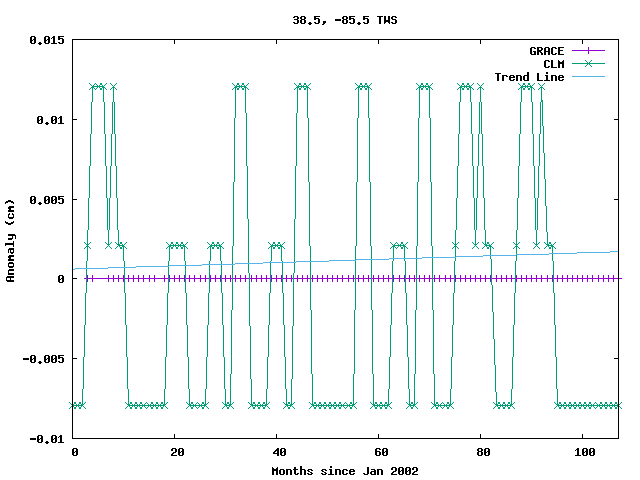 38.5, -85.5 TWS
GRACE
CLM
Trend Line
0.015
0.01
0.005
0
-0.005
-0.01
Anomaly (cm)
0 20 40 60 80 100
Months since Jan 2002